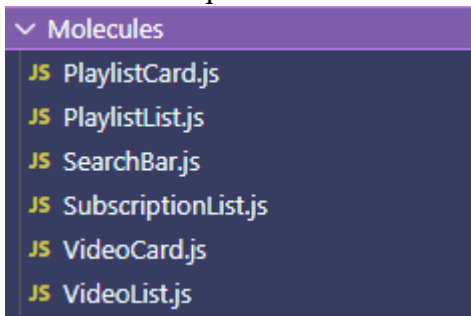 Molecules
JS PlaylistCard.js
JS PlaylistList.js
JS SearchBar.js
JS SubscriptionList.js
JS VideoCard.js
JS VideoList.js